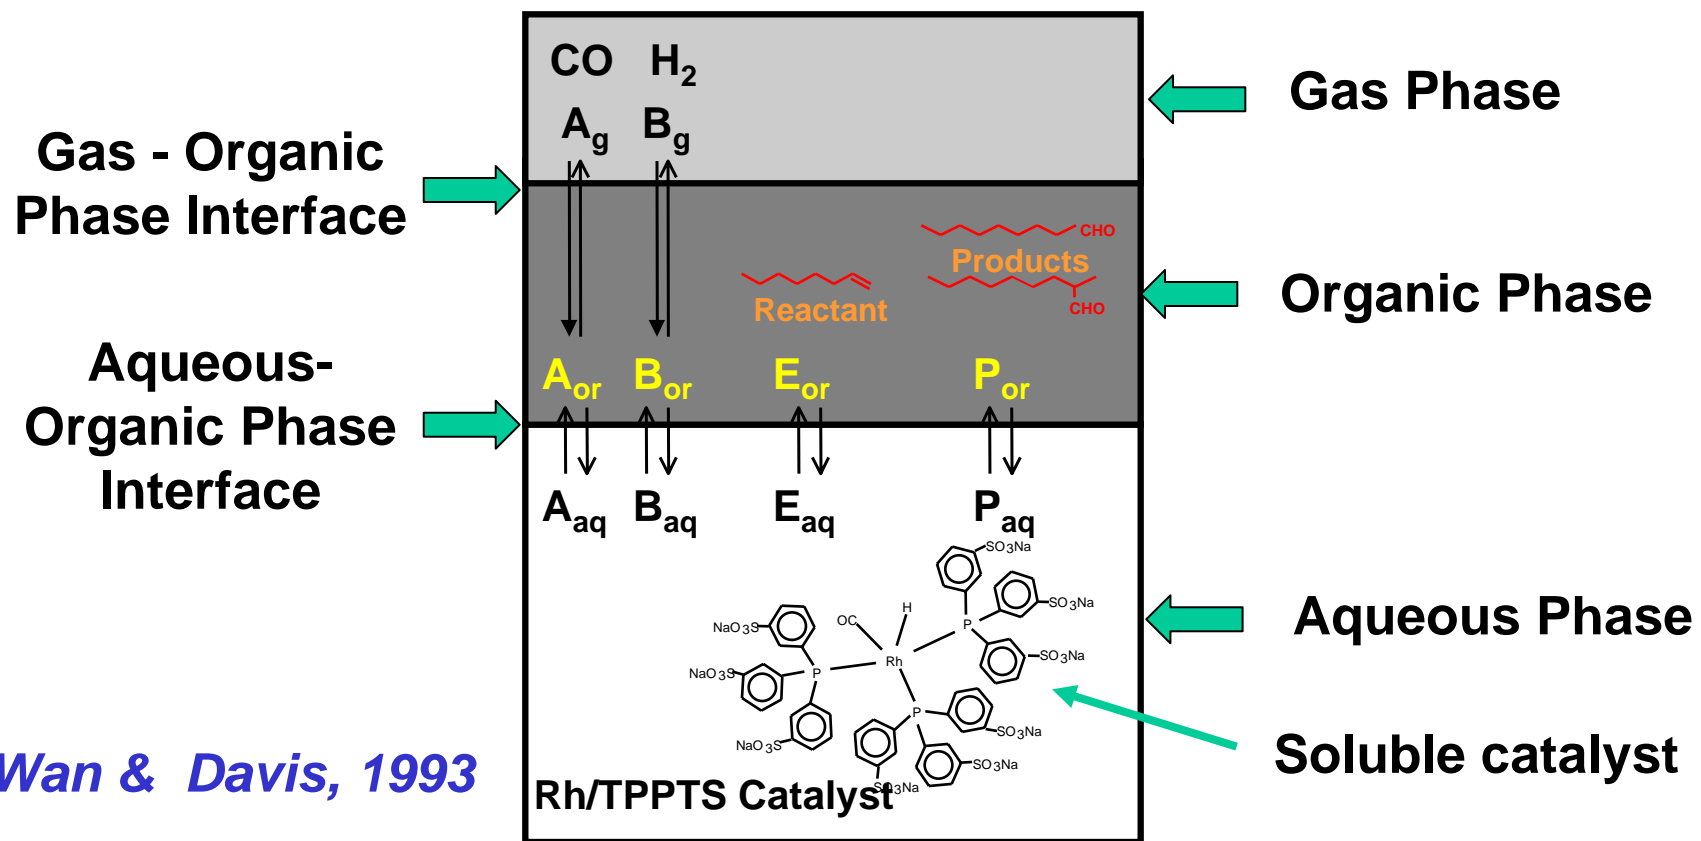 CO H2
Ag Bg
Gas Phase
Gas - Organic
Phase Interface
CHO
Products
CHO
Reactant
Organic Phase
Aqueous-
Organic Phase
Interface
Aor Bor Eor Por
Aaq Baq Eaq Paq
SO3Na
SO3Na
SO3Na
H
OC
P
Rh
NaO3S
NaO3S
P
NaO3S
P
SO3Na
SO3Na
SO3Na
Aqueous Phase
Soluble catalyst
Wan & Davis, 1993
Rh/TPPTS Catalyst